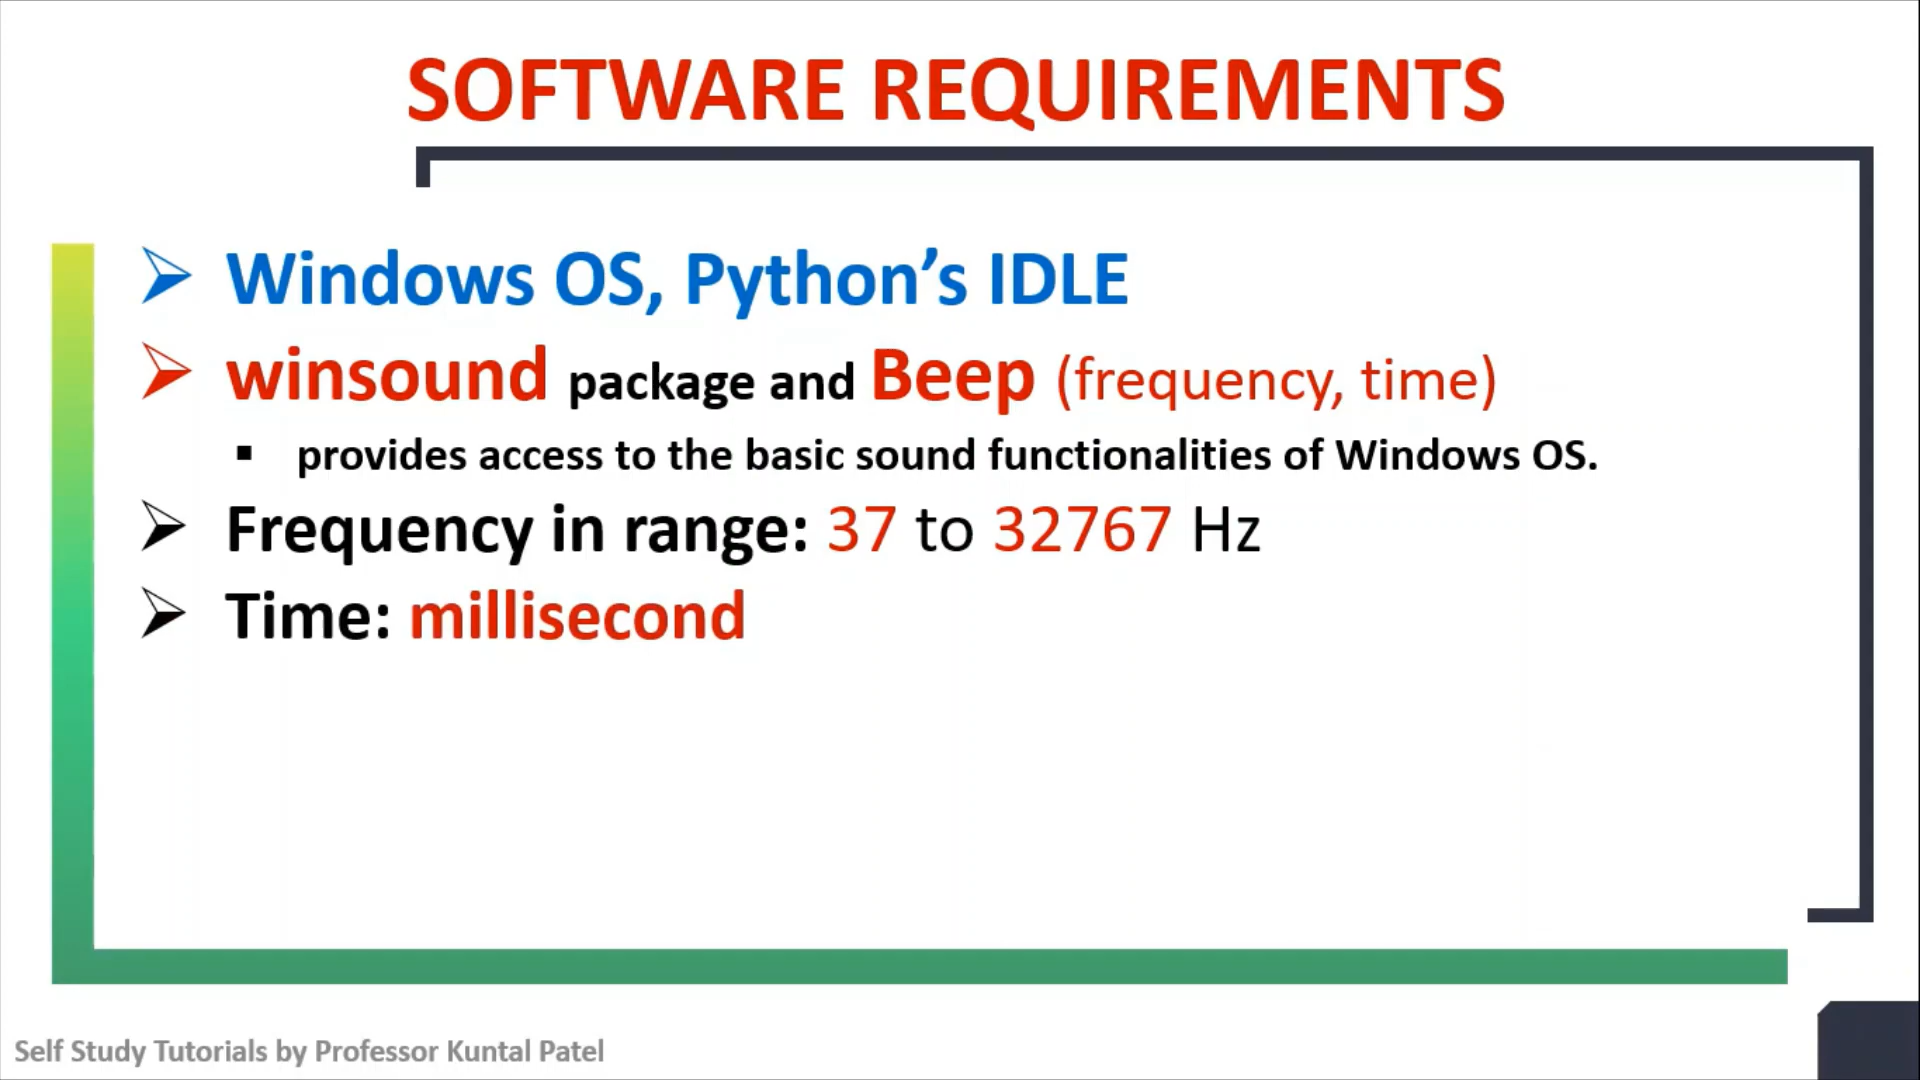 SOFTWARE REQUIREMENTS
Windows OS, Python’s IDLE
winsound package and Beep (frequency, time)
provides access to the basic sound functionalities of Windows OS.
Frequency in range: 37 to 32767 Hz
Time: millisecond
Self Study Tutorials by Professor Kuntal Patel